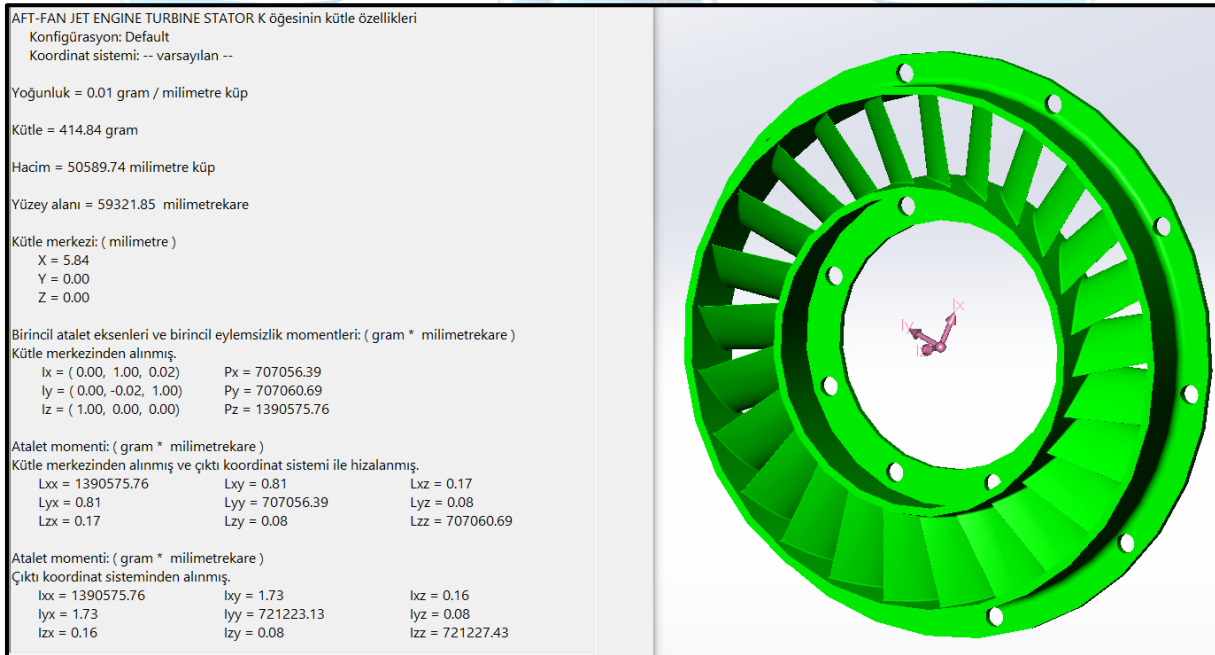 AFT-FAN JET ENGINE TURBINE STATOR K öğesinin kütle özellikleri
Konfigürasyon: Default
Koordinat sistemi: -- varsayılan --
Yoğunluk = 0.01 gram / milimetre küp
Kütle = 414.84 gram
Hacim = 50589.74 milimetre küp
Yüzey alanı = 59321.85 milimetrekare
Kütle merkezi: ( milimetre )
X = 5.84
Y = 0.00
Z = 0.00
Birincil atalet eksenleri ve birincil eylemsizlik momentleri: ( gram * milimetrekare )
Kütle merkezinden alınmış.
Ix = ( 0.00, 1.00, 0.02) Px = 707056.39
Iy = ( 0.00, -0.02, 1.00) Py = 707060.69
Iz = ( 1.00, 0.00, 0.00) Pz = 1390575.76
Atalet momenti: ( gram * milimetrekare )
Kütle merkezinden alınmış ve çıktı koordinat sistemi ile hizalanmış.
Lxx = 1390575.76 Lxy = 0.81 Lxz = 0.17
Lyx = 0.81 Lyy = 707056.39 Lyz = 0.08
Lzx = 0.17 Lzy = 0.08 Lzz = 707060.69
Atalet momenti: ( gram * milimetrekare )
Çıktı koordinat sisteminden alınmış.
Ixx = 1390575.76 Ixy = 1.73 Ixz = 0.16
Iyx = 1.73 Iyy = 721223.13 Iyz = 0.08
Izx = 0.16 Izy = 0.08 Izz = 721227.43
Ix
Iy